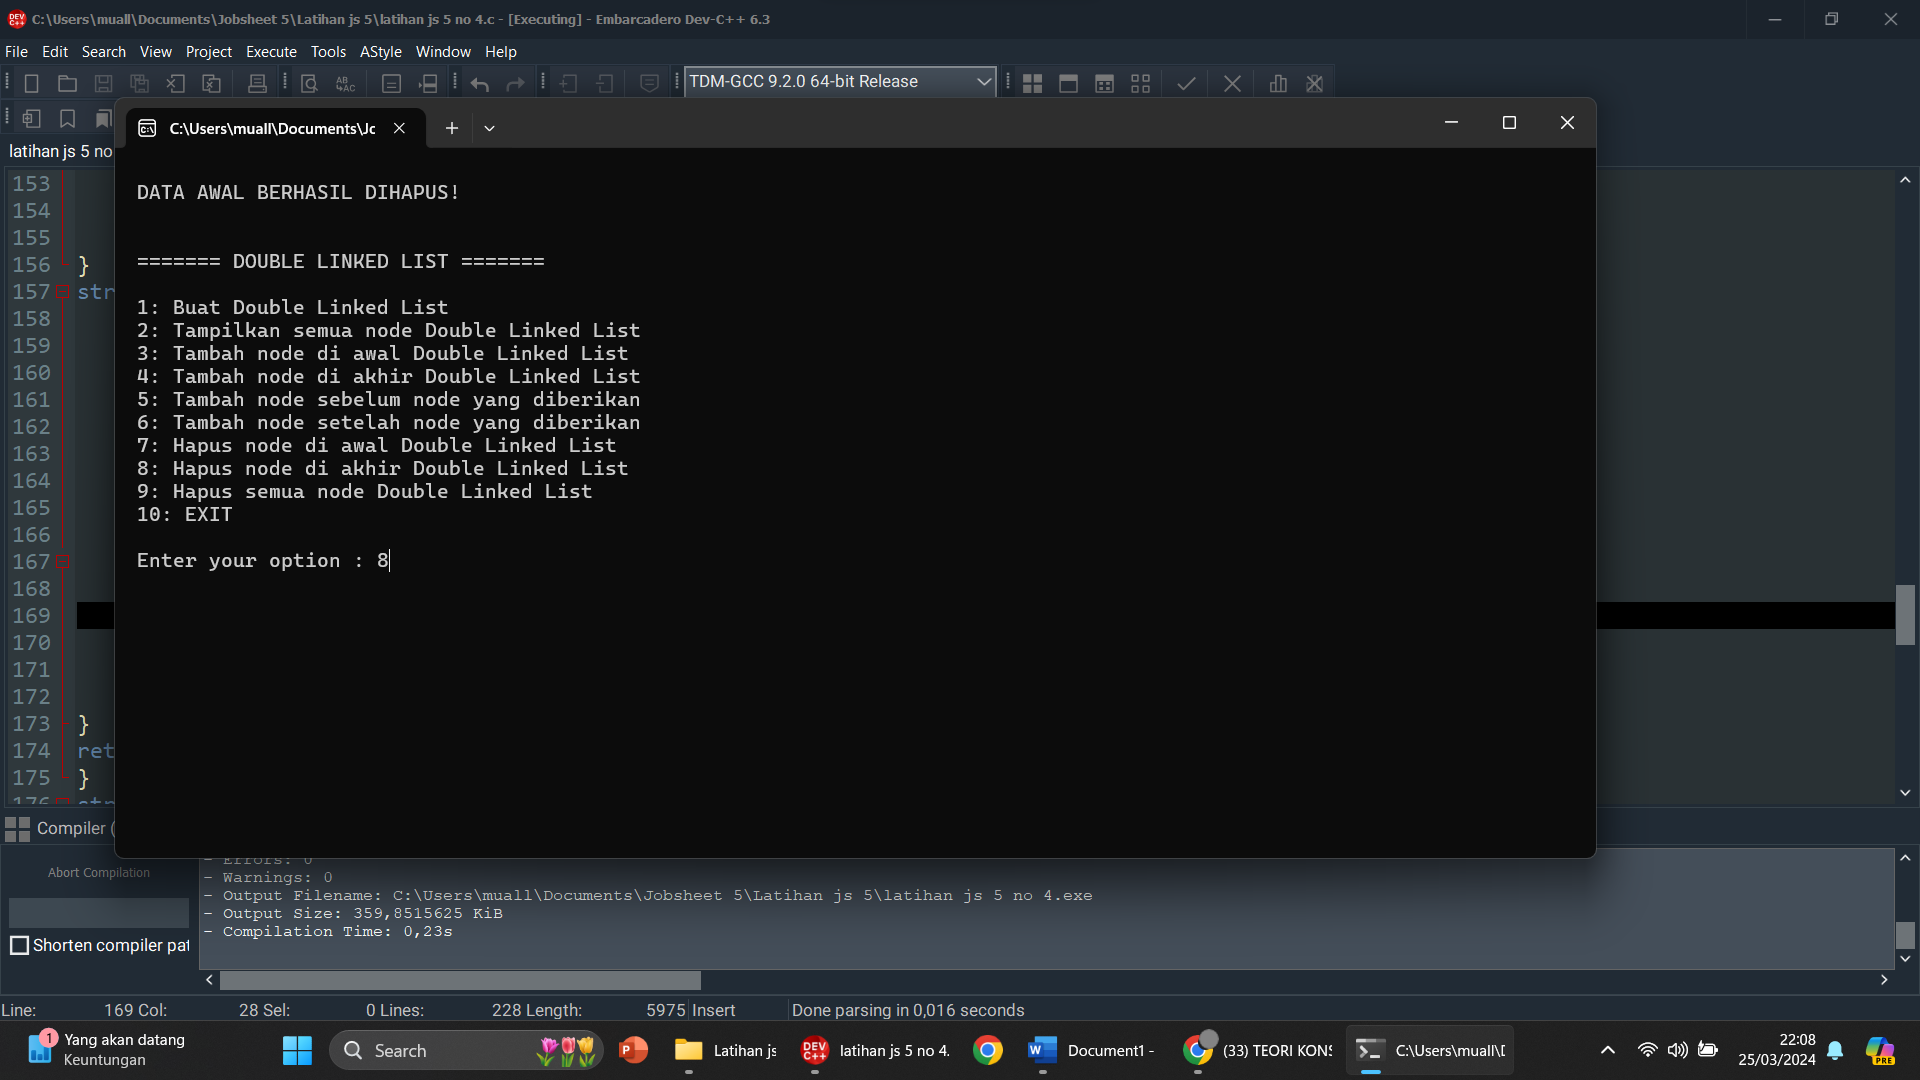 C:\Users\muall\Documents\Jobsheet 5\Latihan js 5\latihan js 5 no 4.c - [Executing] - Embarcadero Dev-C++ 6.3
File Edit Search View Project Execute Tools AStyle Window Help
TDM-GCC 9.2.0 64-bit Release
C:\Users\muall\Documents\Jc
latihan js 5 no
DATA AWAL BERHASIL DIHAPUS!
======= DOUBLE LINKED LIST =======
1: Buat Double Linked List
2: Tampilkan semua node Double Linked List
3: Tambah node di awal Double Linked List
4: Tambah node di akhir Double Linked List
5: Tambah node sebelum node yang diberikan
6: Tambah node setelah node yang diberikan
7: Hapus node di awal Double Linked List
8: Hapus node di akhir Double Linked List
9: Hapus semua node Double Linked List
10: EXIT
Enter your option : 8
153
154
155
156 }
157 str
158
159
160
161
162
163
164
165
166
167
168
169
170
171
172
173 }
174 ret
175 }
176 str
Compiler (
Abort Compilation
Shorten compiler pat
- Errors: 0
- Warnings: 0
- Output Filename: C:\Users\muall\Documents\Jobsheet 5\Latihan js 5\latihan js 5 no 4.exe
- Output Size: 359,8515625 KiB
- Compilation Time: 0,23s
Line: 169 Col: 28 Sel: 0 Lines: 228 Length: 5975 Insert Done parsing in 0,016 seconds
1
Yang akan datang
Keuntungan
Search
Latihan js
DEV C++
latihan js 5 no 4.
Document1 -
(33) TEORI KONS
C:\Users\muall\D
22:08
25/03/2024
PRE